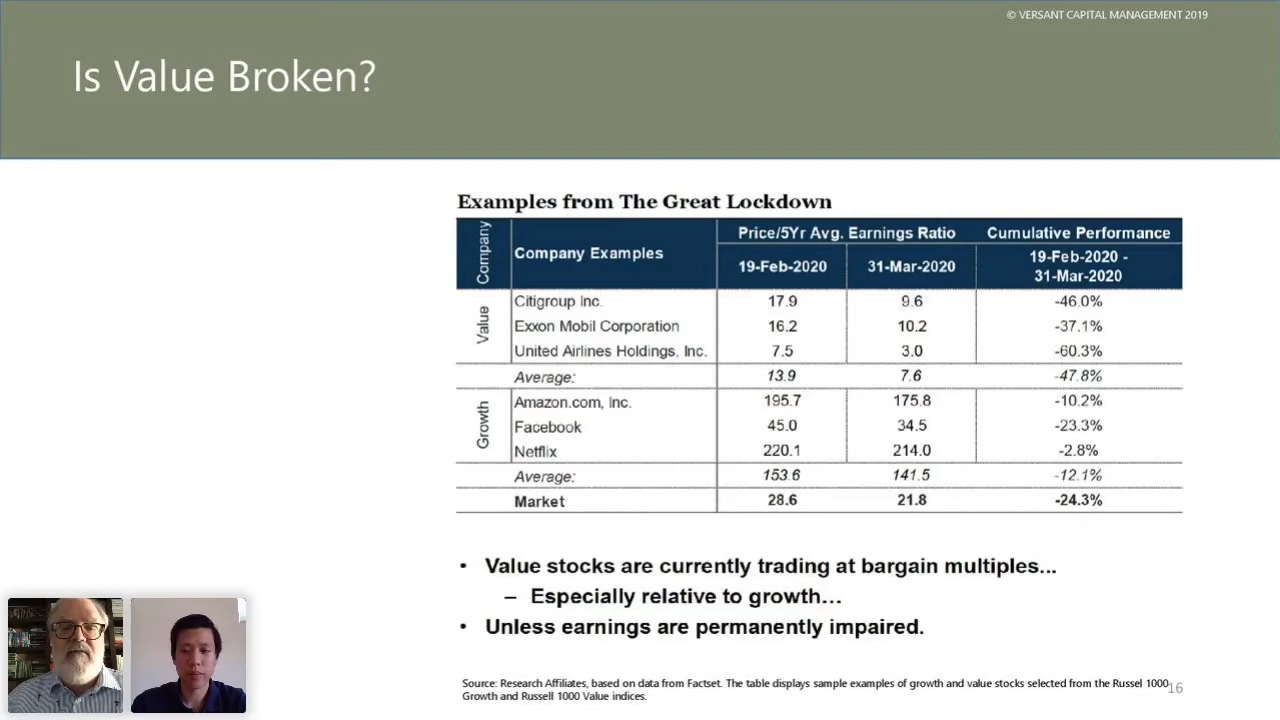 © VERSANT CAPITAL MANAGEMENT 2019
Is Value Broken?
Examples from The Great Lockdown
Company
Company Examples
Price/5Yr Avg. Earnings Ratio
Cumulative Performance
19-Feb-2020
31-Mar-2020
19-Feb-2020 -
31-Mar-2020
Value
Citigroup Inc. 17.9 9.6 -46.0%
Exxon Mobil Corporation 16.2 10.2 -37.1%
United Airlines Holdings, Inc. 7.5 3.0 -60.3%
Average: 13.9 7.6 -47.8%
Growth
Amazon.com, Inc. 195.7 175.8 -10.2%
Facebook 45.0 34.5 -23.3%
Netflix 220.1 214.0 -2.8%
Average: 153.6 141.5 -12.1%
Market 28.6 21.8 -24.3%
• Value stocks are currently trading at bargain multiples...
– Especially relative to growth…
• Unless earnings are permanently impaired.
Source: Research Affiliates, based on data from Factset. The table displays sample examples of growth and value stocks selected from the Russel 1000
Growth and Russell 1000 Value indices.
16